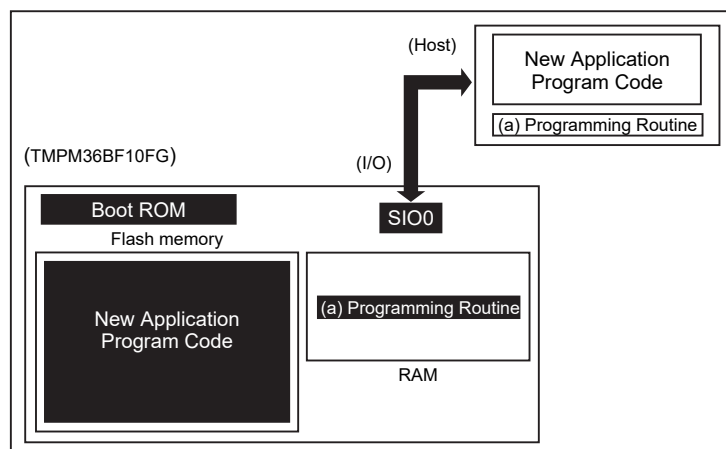 (Host)
New Application
Program Code
(a) Programming Routine
(TMPM36BF10FG)
(I/O)
Boot ROM
SIO0
Flash memory
New Application
Program Code
(a) Programming Routine
RAM